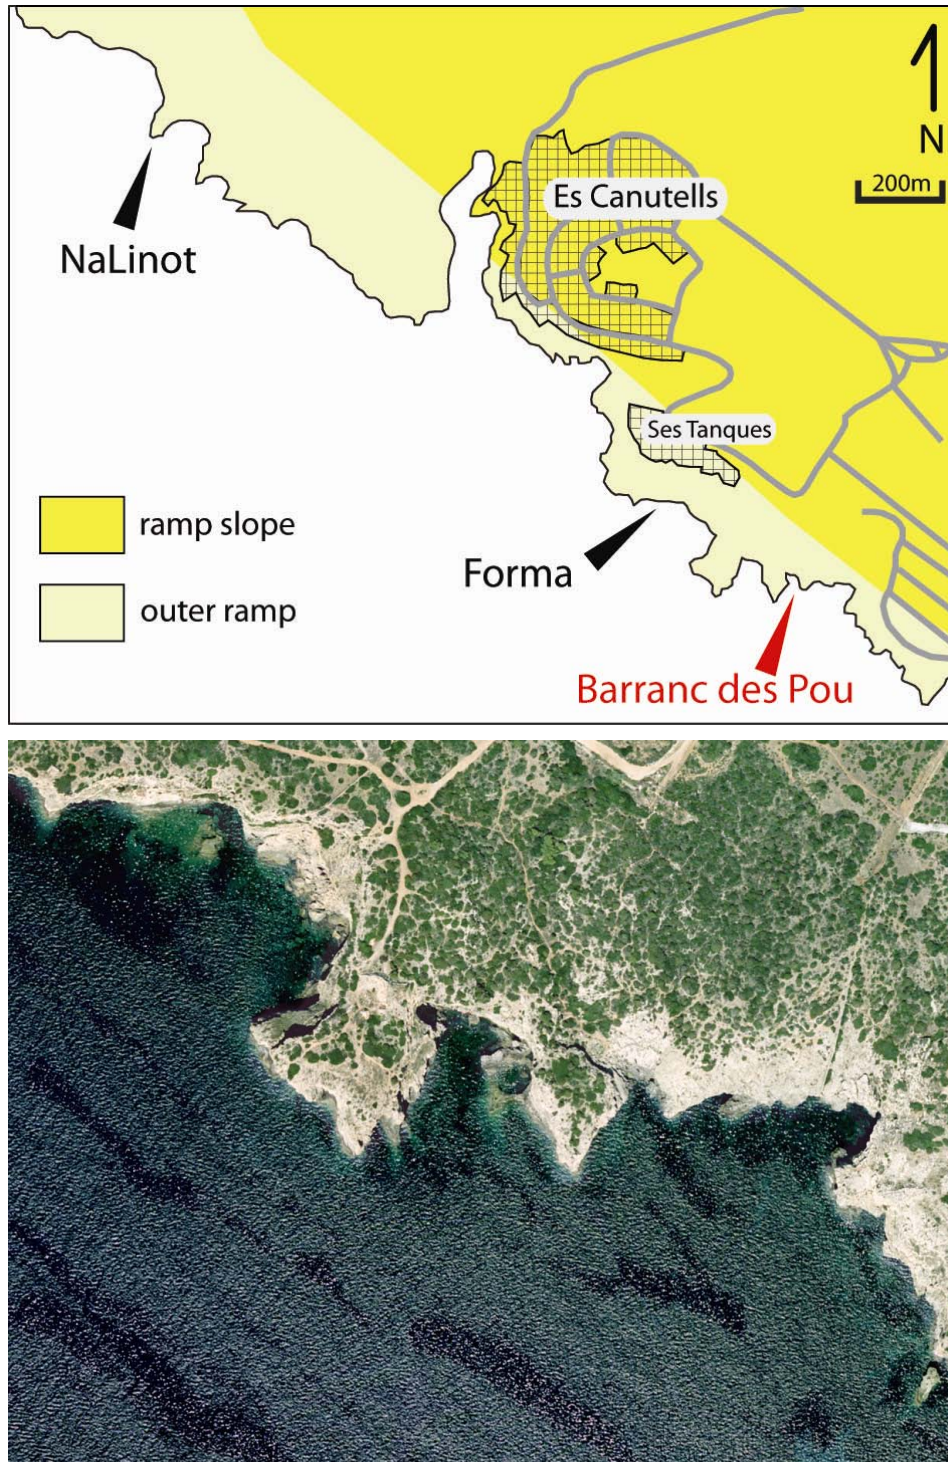 N
200m
Es Canutells
NaLinot
Ses Tanques
ramp slope
Forma
outer ramp
Barranc des Pou